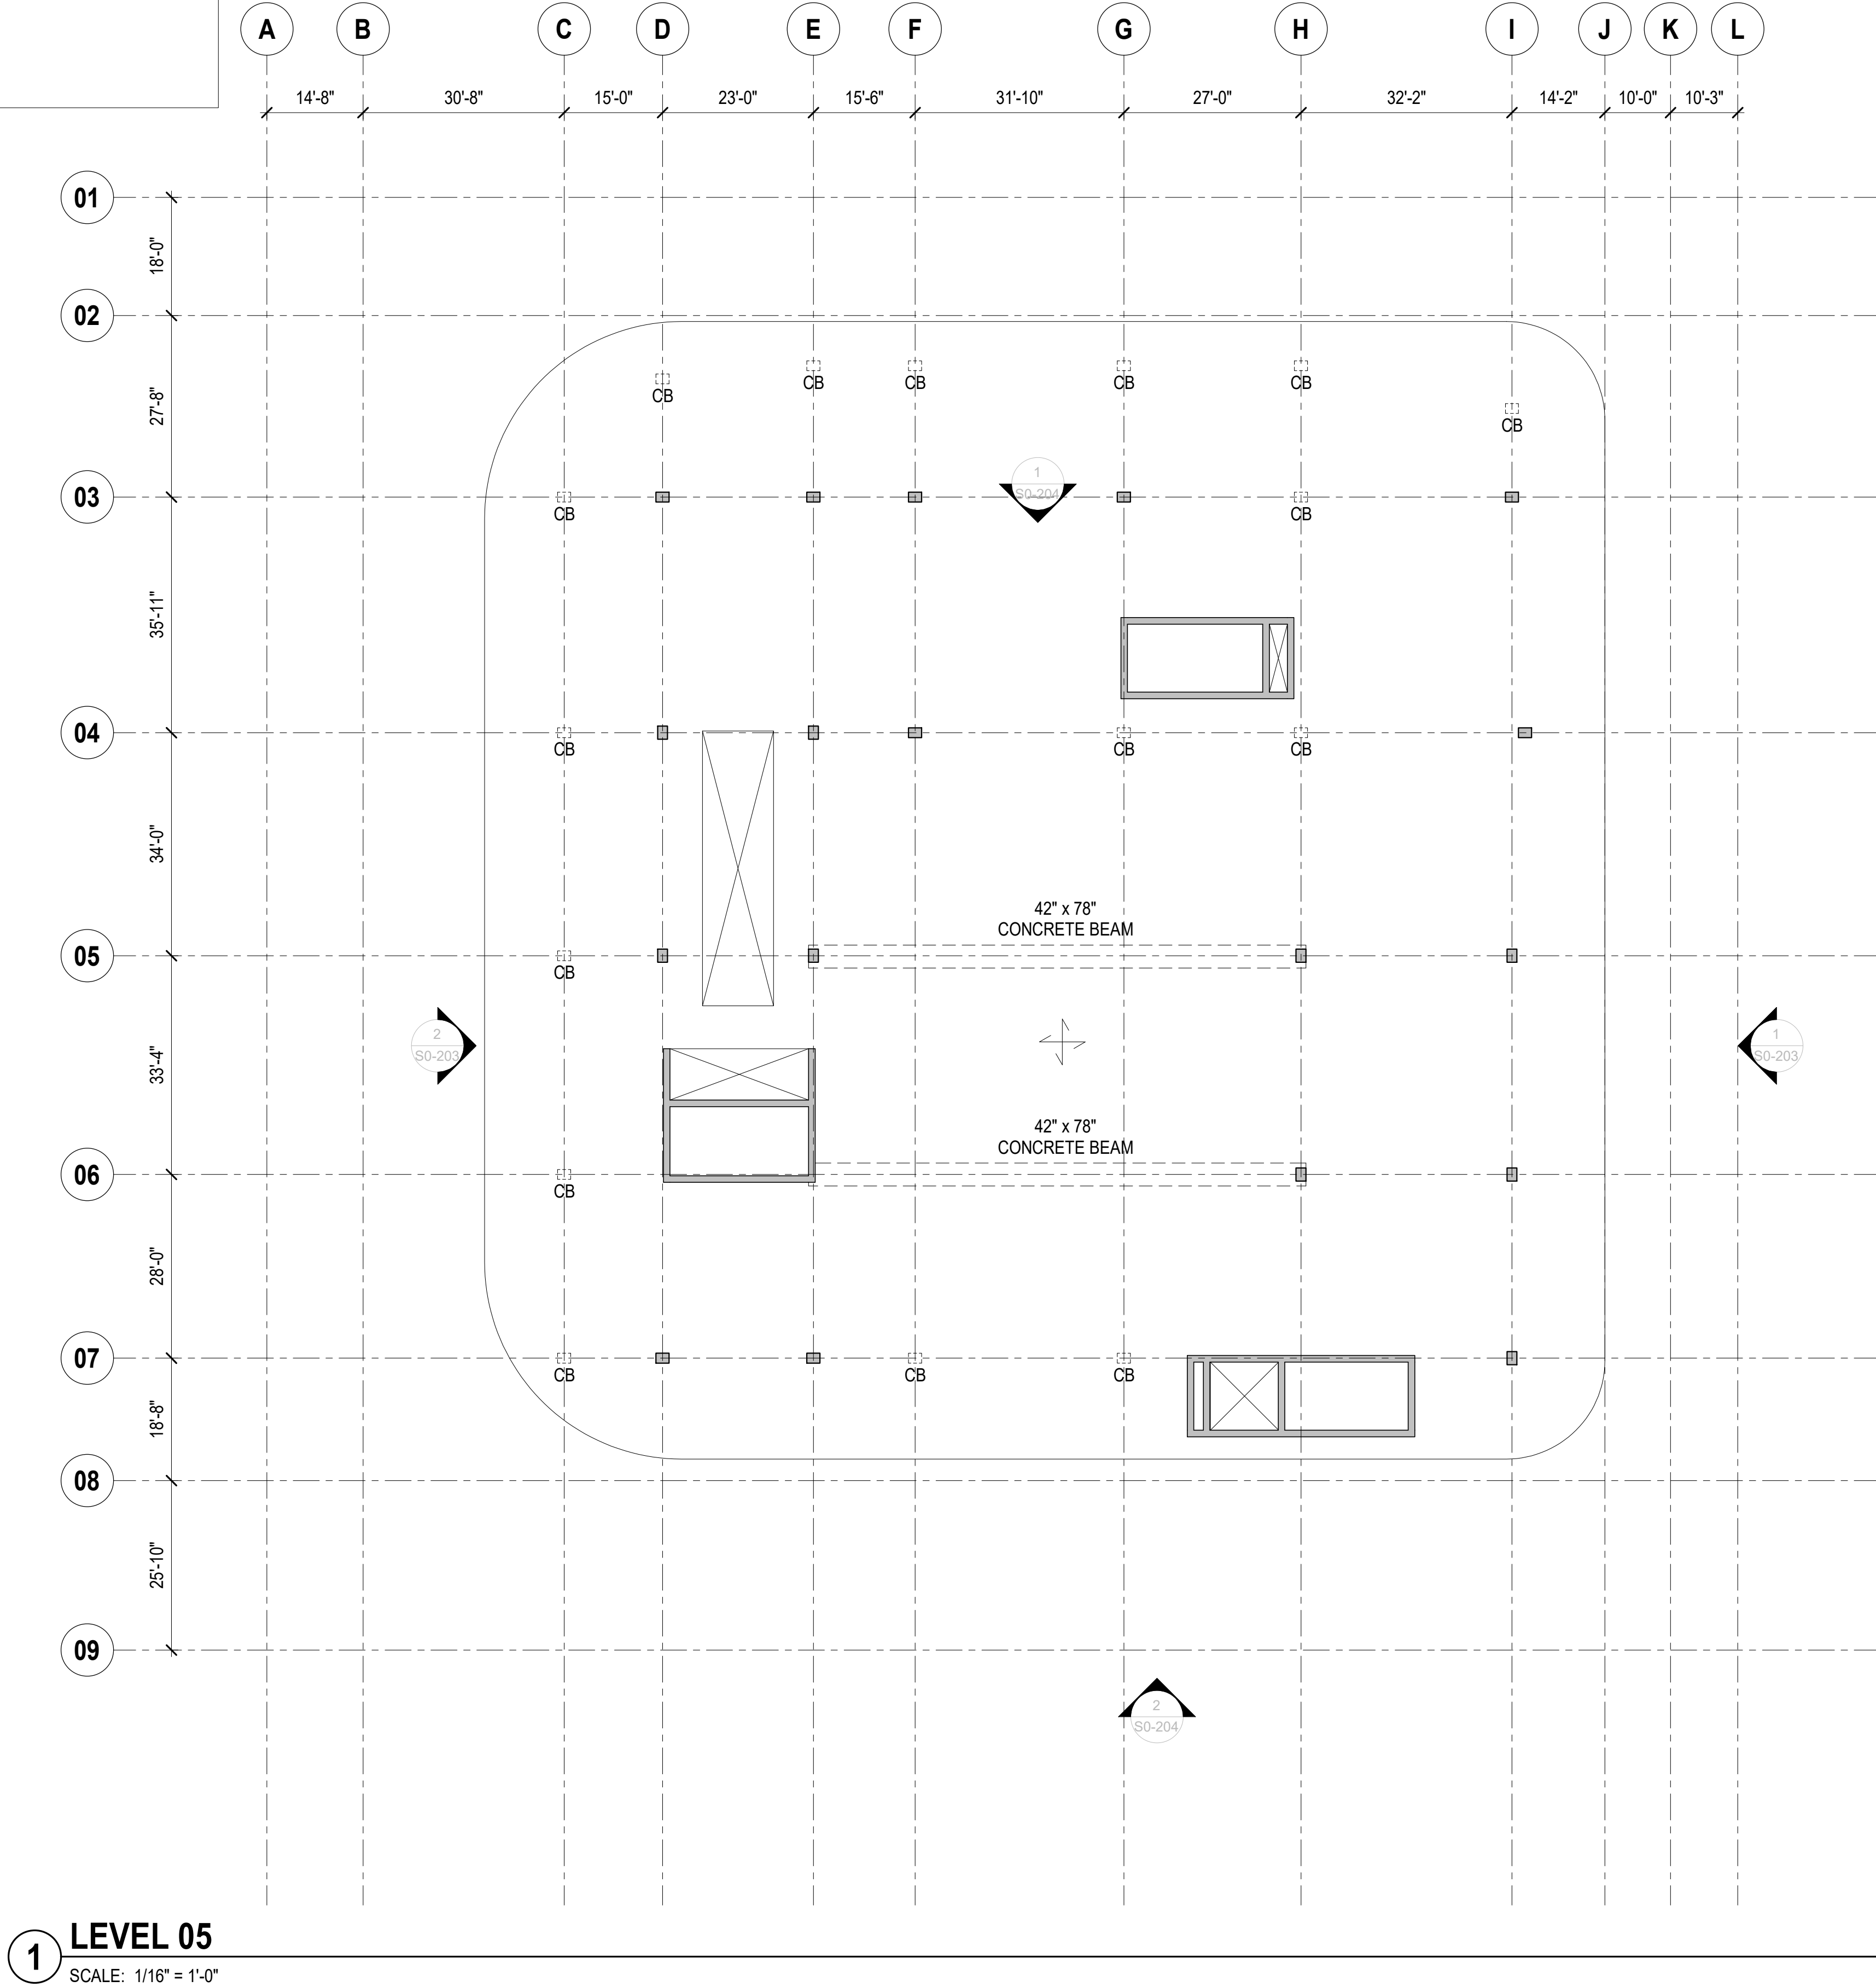 A B C D E F G H I J K L
14'-8" 30'-8" 15'-0" 23'-0" 15'-6" 31'-10" 27'-0" 32'-2" 14'-2" 10'-0" 10'-3"
01
18'-0"
02
CB CB CB CB
CB
27'-8"
CB
1
S0-204
03
CB CB
35'-11"
04
CB CB CB
34'-0"
42" x 78"
CONCRETE BEAM
05
CB
2
S0-203
1
S0-203
33'-4"
42" x 78"
CONCRETE BEAM
06
CB
28'-0"
07
CB CB CB
18'-8"
08
25'-10"
09
2
S0-204
1
LEVEL 05
SCALE: 1/16" = 1'-0"